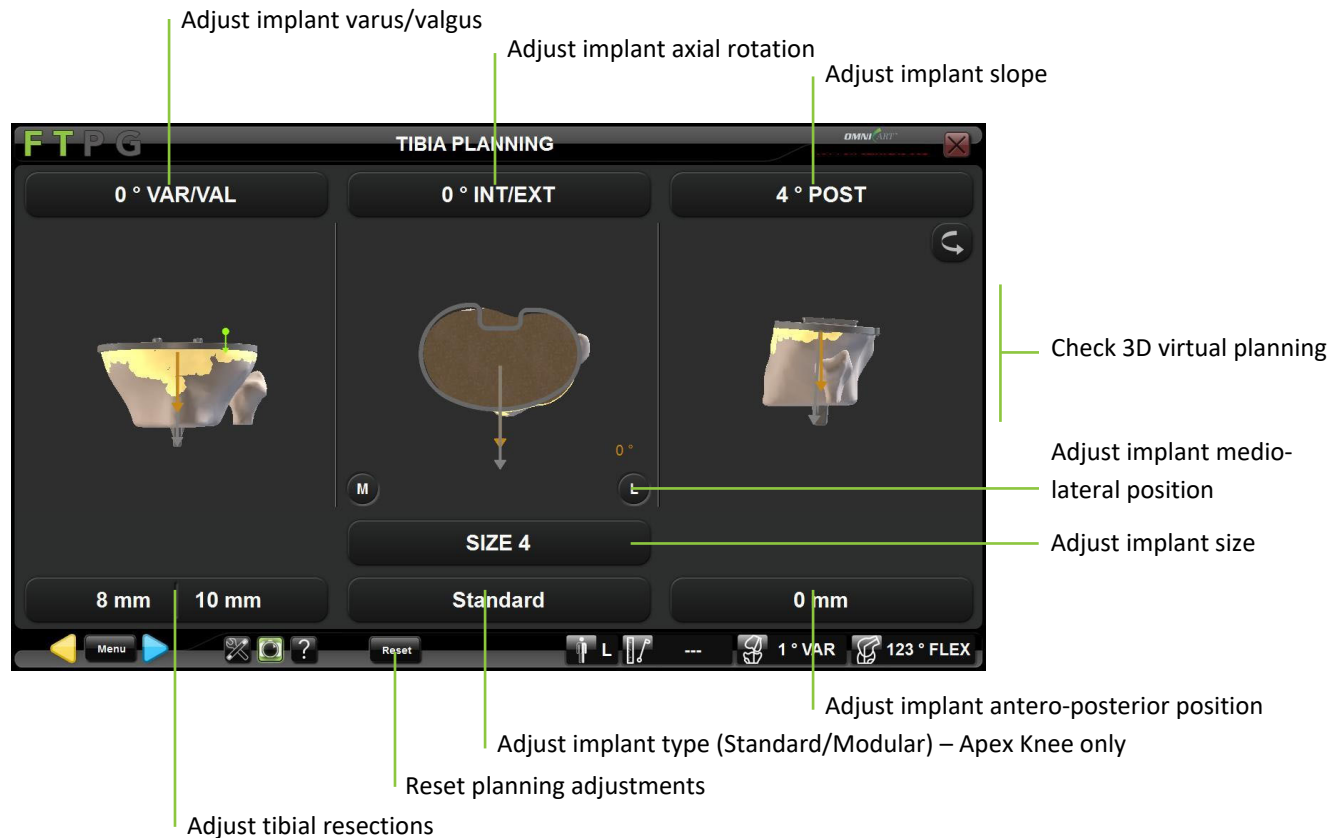 Adjust implant varus/valgus
Adjust implant axial rotation
Adjust implant slope
F T P G
TIBIA PLANNING
0 ° VAR/VAL
0 ° INT/EXT
4 ° POST
Check 3D virtual planning
0 °
M
L
Adjust implant medio-
lateral position
SIZE 4
Adjust implant size
8 mm
10 mm
Standard
0 mm
Menu
?
Reset
L
---
1 ° VAR
123 ° FLEX
Adjust implant antero-posterior position
Adjust implant type (Standard/Modular) – Apex Knee only
Reset planning adjustments
Adjust tibial resections